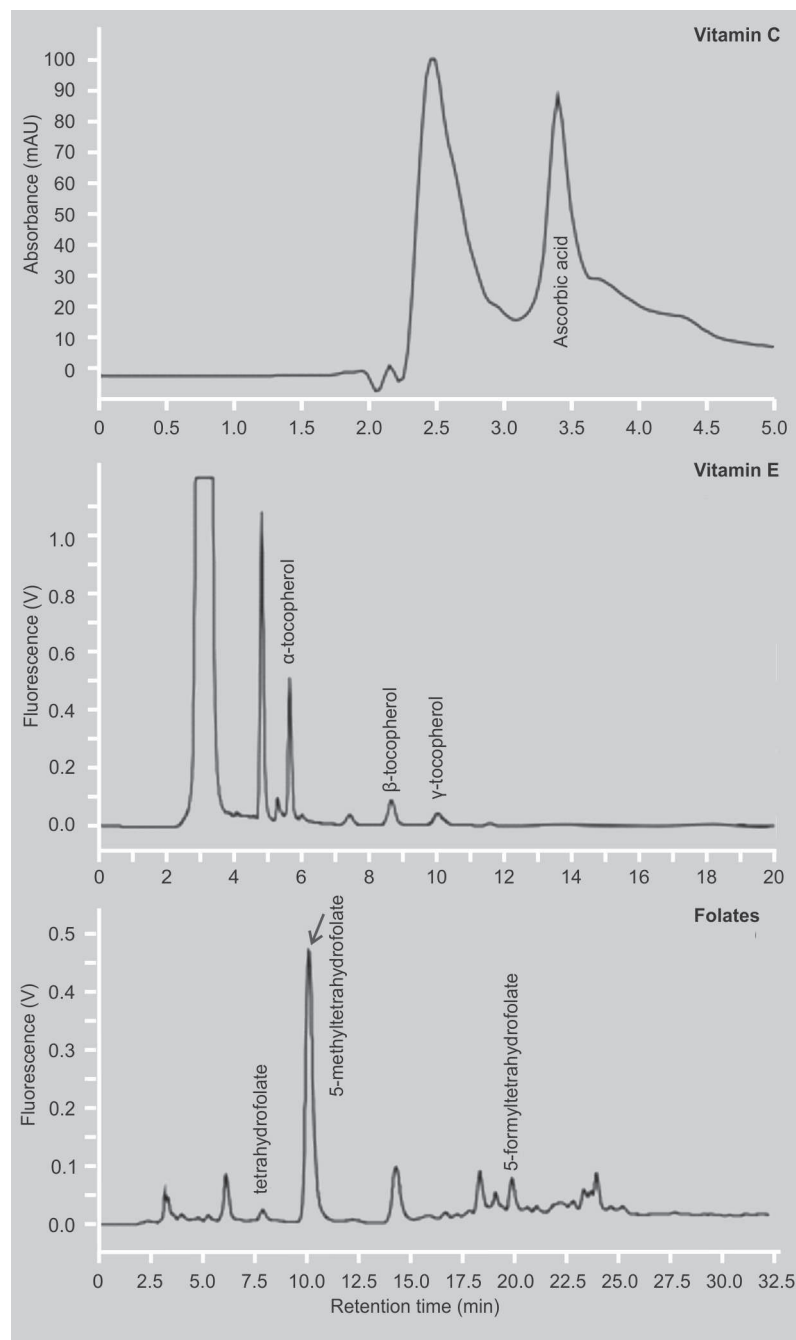 Vitamin C
Absorbance (mAU)
100
90
80
70
60
50
40
30
20
10
0
Ascorbic acid
0 0.5 1.0 1.5 2.0 2.5 3.0 3.5 4.0 4.5 5.0
Vitamin E
Fluorescence (V)
1.0
0.8
0.6
0.4
0.2
0.0
α-tocopherol
β-tocopherol
γ-tocopherol
0 2 4 6 8 10 12 14 16 18 20
Folates
Fluorescence (V)
0.5
0.4
0.3
0.2
0.1
0.0
tetrahydrofolate
5-methyltetrahydrofolate
5-formyltetrahydrofolate
0 2.5 5.0 7.5 10.0 12.5 15.0 17.5 20.0 22.5 25.0 27.5 30.0 32.5
Retention time (min)